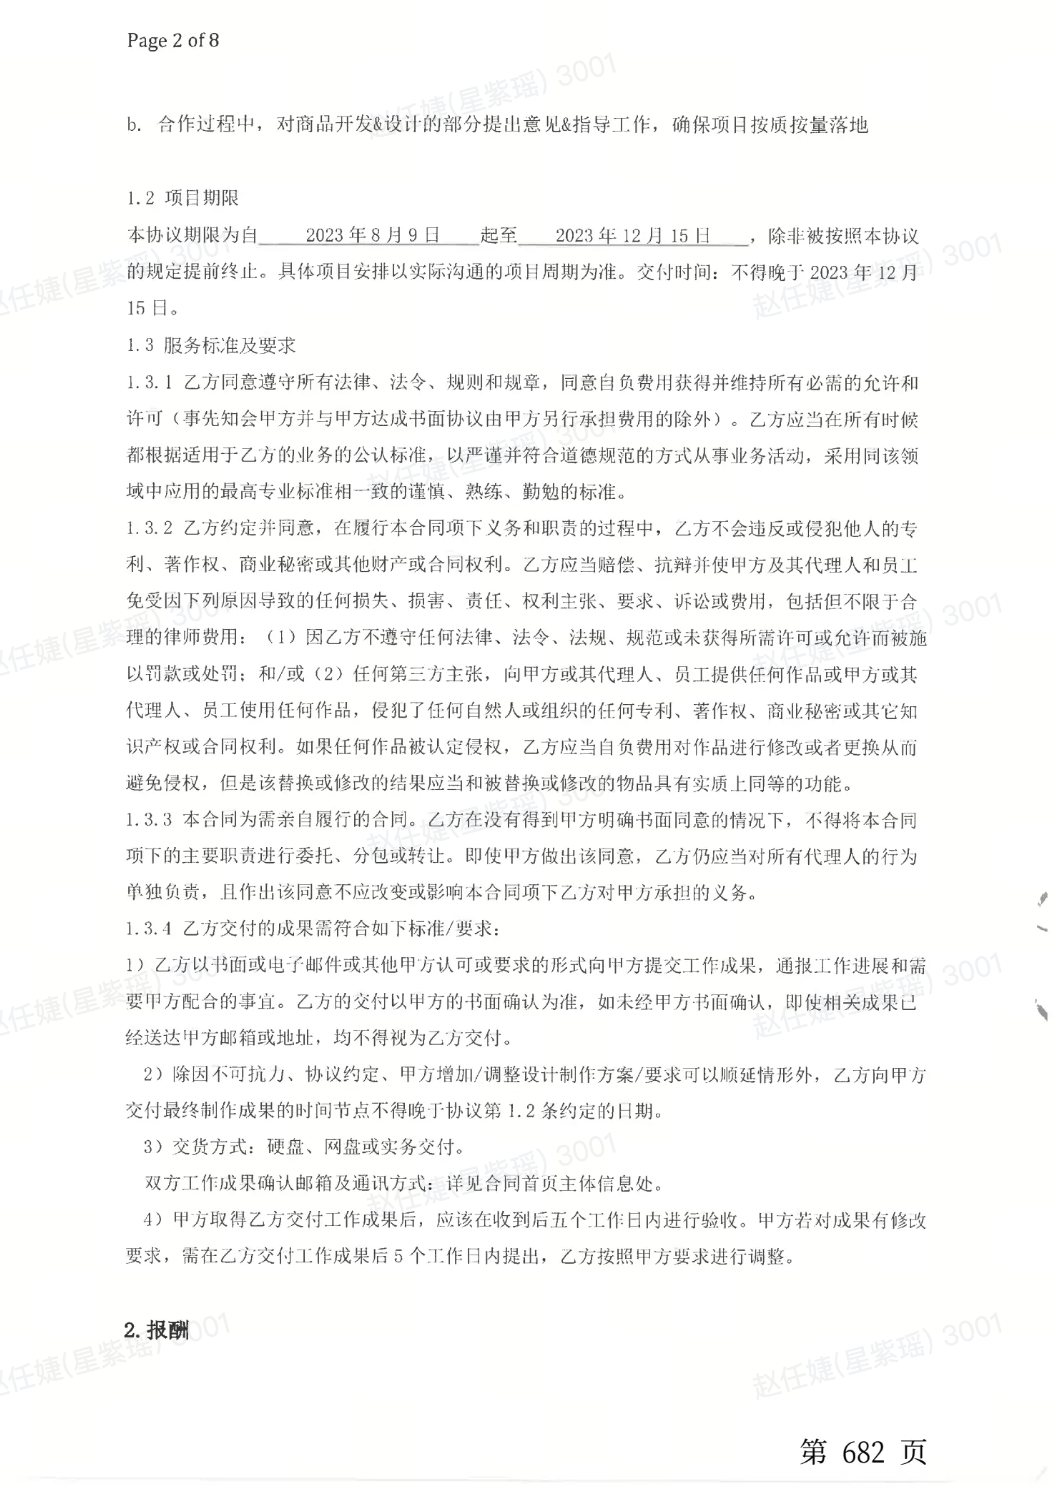 Page 2 of 8
b. 合作过程中，对商品开发&设计的部分提出意见&指导工作，确保项目按质按量落地
1.2 项目期限
本协议期限为自 2023 年 8 月 9 日 起至 2023 年 12 月 15 日 ，除非被按照本协议
的规定提前终止。具体项目安排以实际沟通的项目周期为准。交付时间：不得晚于 2023 年 12 月
15 日。
1.3 服务标准及要求
1.3.1 乙方同意遵守所有法律、法令、规则和规章，同意自负费用获得并维持所有必需的允许和
许可（事先知会甲方并与甲方达成书面协议由甲方另行承担费用的除外）。乙方应当在所有时候
都根据适用于乙方的业务的公认标准，以严谨并符合道德规范的方式从事业务活动，采用同该领
域中应用的最高专业标准相一致的谨慎、熟练、勤勉的标准。
1.3.2 乙方约定并同意，在履行本合同项下义务和职责的过程中，乙方不会违反或侵犯他人的专
利、著作权、商业秘密或其他财产或合同权利。乙方应当赔偿、抗辩并使甲方及其代理人和员工
免受因下列原因导致的任何损失、损害、责任、权利主张、要求、诉讼或费用，包括但不限于合
理的律师费用：（1）因乙方不遵守任何法律、法令、法规、规范或未获得所需许可或允许而被施
以罚款或处罚；和/或（2）任何第三方主张，向甲方或其代理人、员工提供任何作品或甲方或其
代理人、员工使用任何作品，侵犯了任何自然人或组织的任何专利、著作权、商业秘密或其它知
识产权或合同权利。如果任何作品被认定侵权，乙方应当自负费用对作品进行修改或者更换从而
避免侵权，但是该替换或修改的结果应当和被替换或修改的物品具有实质上同等的功能。
1.3.3 本合同为需亲自履行的合同。乙方在没有得到甲方明确书面同意的情况下，不得将本合同
项下的主要职责进行委托、分包或转让。即使甲方做出该同意，乙方仍应当对所有代理人的行为
单独负责，且作出该同意不应改变或影响本合同项下乙方对甲方承担的义务。
1.3.4 乙方交付的成果需符合如下标准/要求：
1）乙方以书面或电子邮件或其他甲方认可或要求的形式向甲方提交工作成果，通报工作进展和需
要甲方配合的事宜。乙方的交付以甲方的书面确认为准，如未经甲方书面确认，即使相关成果已
经送达甲方邮箱或地址，均不得视为乙方交付。
2）除因不可抗力、协议约定、甲方增加/调整设计制作方案/要求可以顺延情形外，乙方向甲方
交付最终制作成果的时间节点不得晚于协议第 1.2 条约定的日期。
3）交货方式：硬盘、网盘或实务交付。
双方工作成果确认邮箱及通讯方式：详见合同首页主体信息处。
4）甲方取得乙方交付工作成果后，应该在收到后五个工作日内进行验收。甲方若对成果有修改
要求，需在乙方交付工作成果后 5 个工作日内提出，乙方按照甲方要求进行调整。
2. 报酬
第 682 页
赵任婕(星紫瑶) 3001